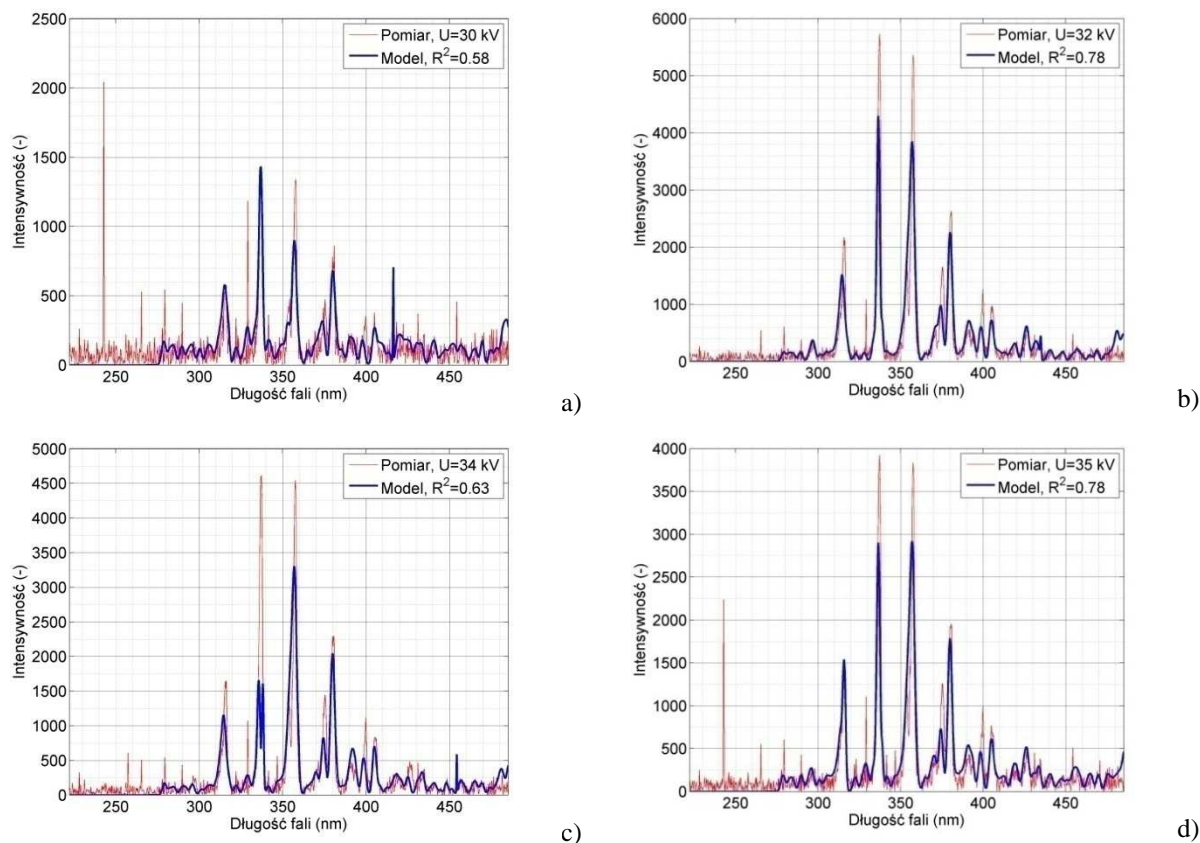 2500
2000
1500
1000
500
0
250 300 350 400 450
Intensywność (-)
Długość fali (nm)
Pomiar, U=30 kV
Model, R²=0.58
a)
6000
5000
4000
3000
2000
1000
0
250 300 350 400 450
Intensywność (-)
Długość fali (nm)
Pomiar, U=32 kV
Model, R²=0.78
b)
5000
4500
4000
3500
3000
2500
2000
1500
1000
500
0
250 300 350 400 450
Intensywność (-)
Długość fali (nm)
Pomiar, U=34 kV
Model, R²=0.63
c)
4000
3500
3000
2500
2000
1500
1000
500
0
250 300 350 400 450
Intensywność (-)
Długość fali (nm)
Pomiar, U=35 kV
Model, R²=0.78
d)